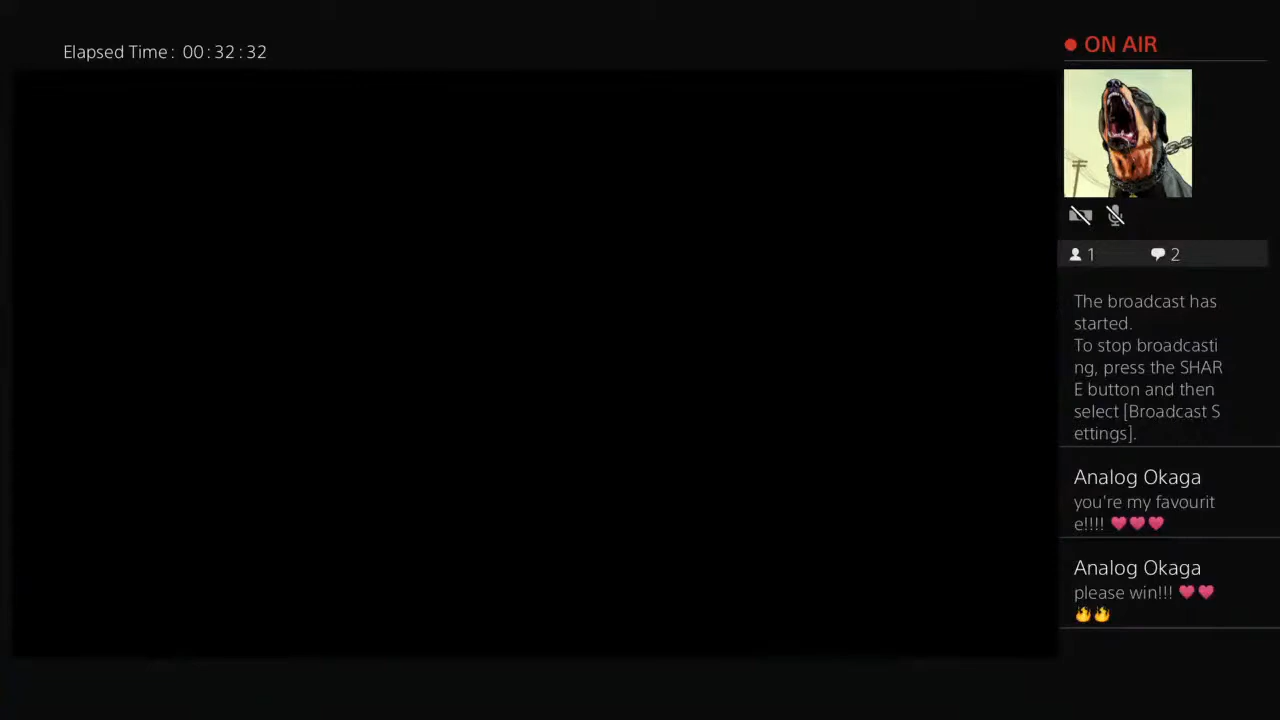 Elapsed Time: 00:32:32
ON AIR
1 2
The broadcast has
started.
To stop broadcasti
ng, press the SHAR
E button and then
select [Broadcast S
ettings].
Analog Okaga
you're my favourit
e!!!! ❤❤❤
Analog Okaga
please win!!! ❤❤
🔥🔥